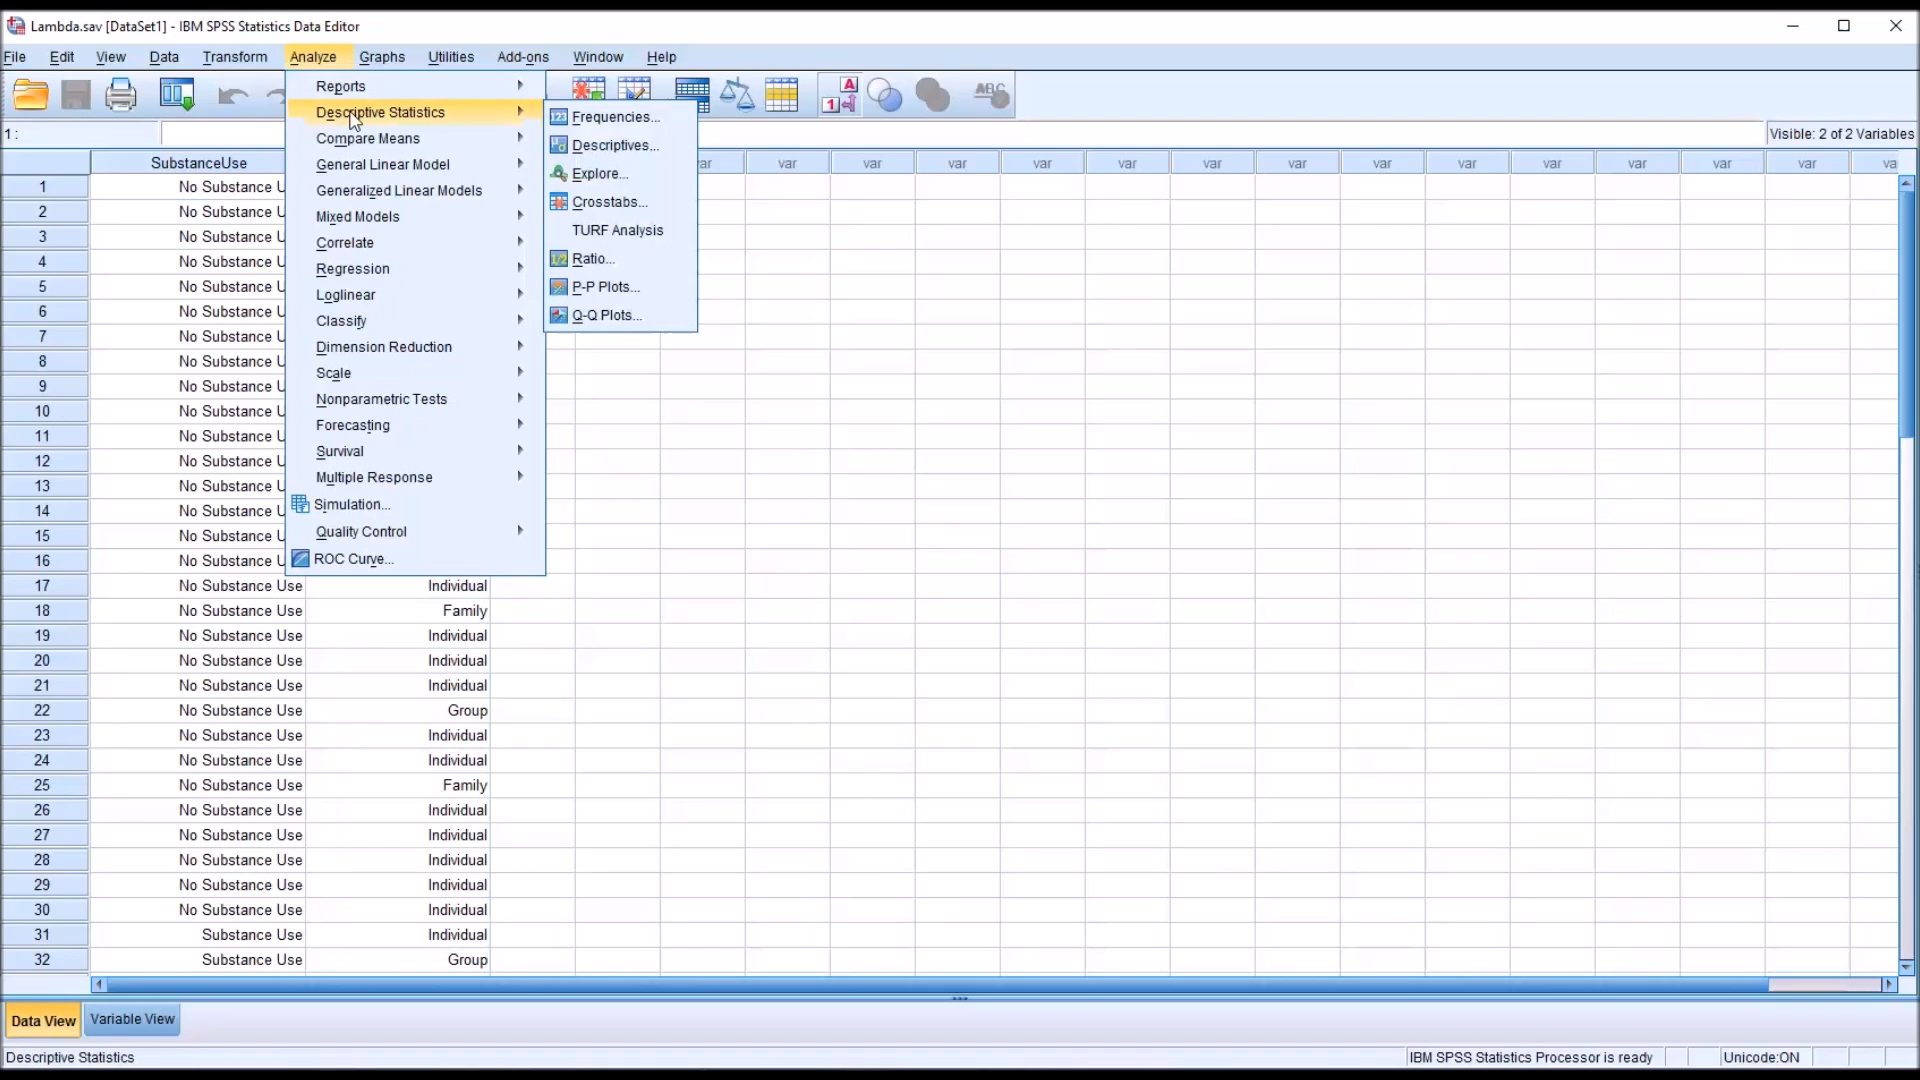 Lambda.sav [DataSet1] - IBM SPSS Statistics Data Editor
File Edit View Data Transform Analyze Graphs Utilities Add-ons Window Help
1 :
Visible: 2 of 2 Variables
SubstanceUse var var var var var var var var var var var var var
Reports
Descriptive Statistics
Compare Means
General Linear Model
Generalized Linear Models
Mixed Models
Correlate
Regression
Loglinear
Classify
Dimension Reduction
Scale
Nonparametric Tests
Forecasting
Survival
Multiple Response
Simulation...
Quality Control
ROC Curve...
Frequencies...
Descriptives...
Explore...
Crosstabs...
TURF Analysis
Ratio...
P-P Plots...
Q-Q Plots...
1 No Substance U
2 No Substance U
3 No Substance U
4 No Substance U
5 No Substance U
6 No Substance U
7 No Substance U
8 No Substance U
9 No Substance U
10 No Substance U
11 No Substance U
12 No Substance U
13 No Substance U
14 No Substance U
15 No Substance U
16 No Substance U
17 No Substance Use Individual
18 No Substance Use Family
19 No Substance Use Individual
20 No Substance Use Individual
21 No Substance Use Individual
22 No Substance Use Group
23 No Substance Use Individual
24 No Substance Use Individual
25 No Substance Use Family
26 No Substance Use Individual
27 No Substance Use Individual
28 No Substance Use Individual
29 No Substance Use Individual
30 No Substance Use Individual
31 Substance Use Individual
32 Substance Use Group
Data View Variable View
Descriptive Statistics IBM SPSS Statistics Processor is ready Unicode:ON